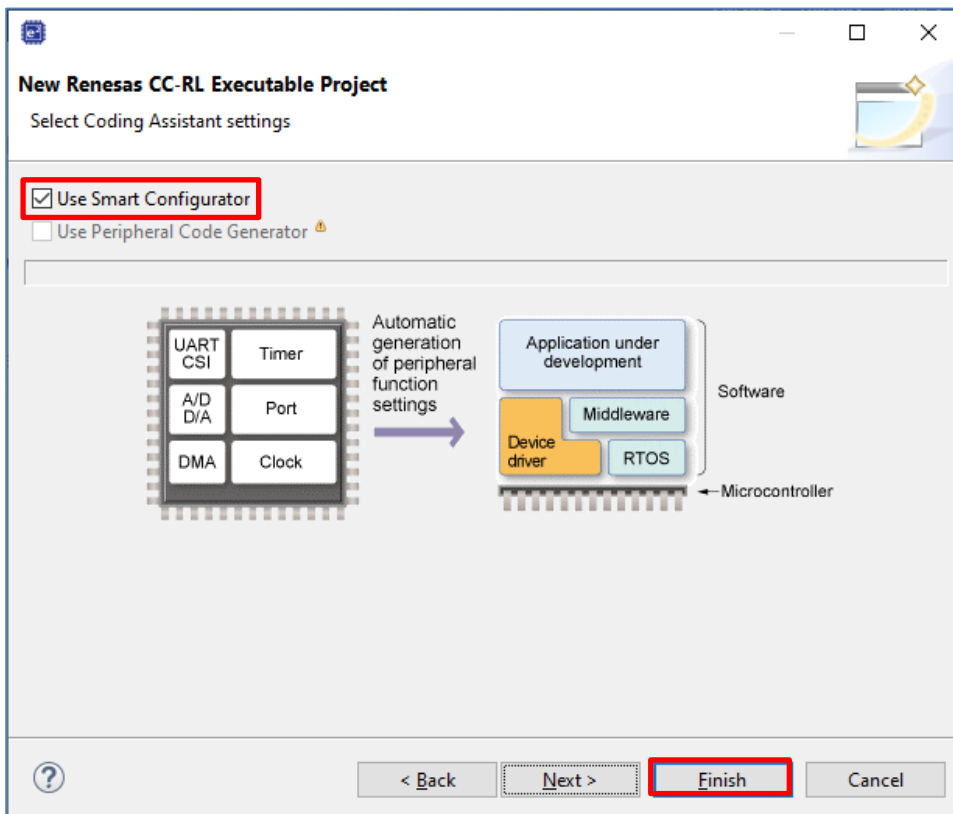 e²
New Renesas CC-RL Executable Project
Select Coding Assistant settings
Use Smart Configurator
Use Peripheral Code Generator
UART
CSI
Timer
A/D
D/A
Port
DMA
Clock
Automatic
generation
of peripheral
function
settings
Application under
development
Middleware
Device
driver
RTOS
Software
Microcontroller
?
< Back
Next >
Finish
Cancel